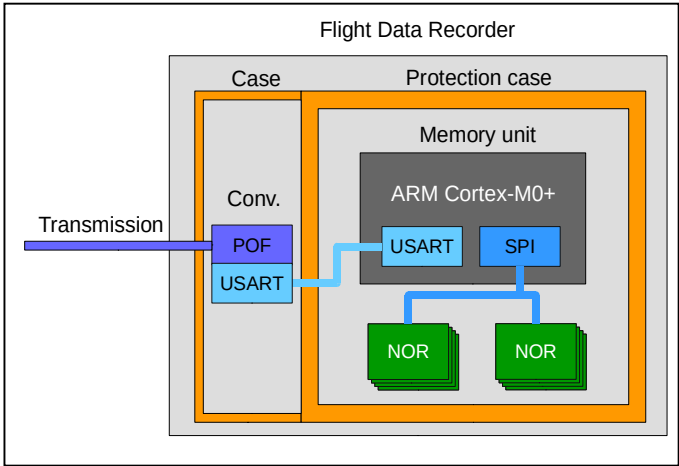 Flight Data Recorder
Case
Protection case
Memory unit
ARM Cortex-M0+
Conv.
Transmission
POF
USART
USART
SPI
NOR
NOR